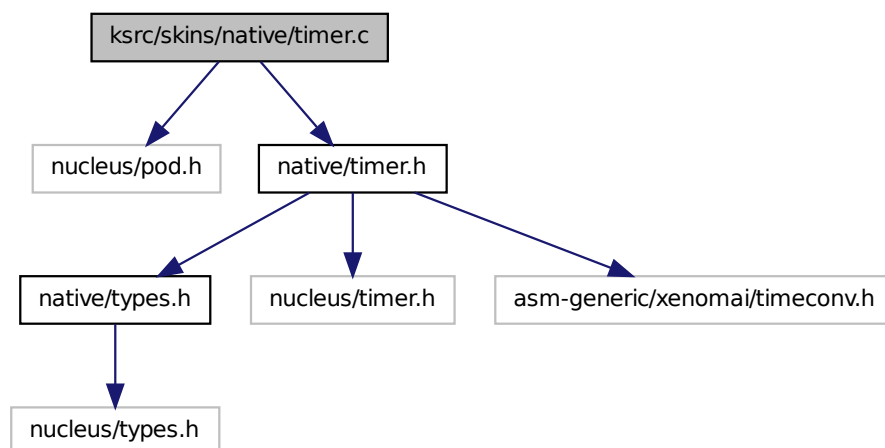 ksrc/skins/native/timer.c
nucleus/pod.h
native/timer.h
native/types.h
nucleus/timer.h
asm-generic/xenomai/timeconv.h
nucleus/types.h